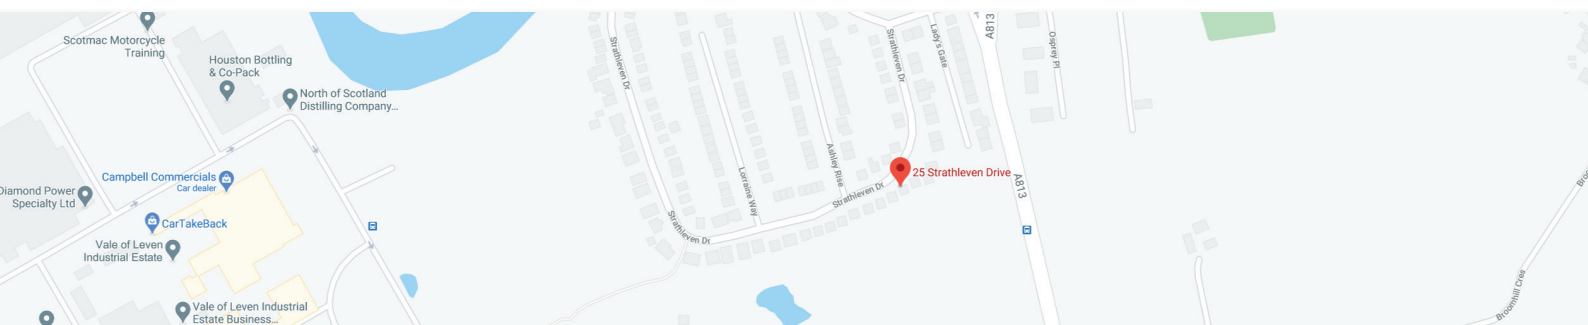 Scotmac Motorcycle
Training
Houston Bottling
& Co-Pack
North of Scotland
Distilling Company...
Campbell Commercials
Car dealer
Diamond Power
Specialty Ltd
CarTakeBack
Vale of Leven
Industrial Estate
Vale of Leven Industrial
Estate Business...
Strathleven Dr
Strathleven Dr
Lorraine Way
Ashley Rise
Strathleven Dr
Strathleven Dr
Lady's Gate
A813
Osprey Pl
25 Strathleven Drive
A813
Broomhill Cres